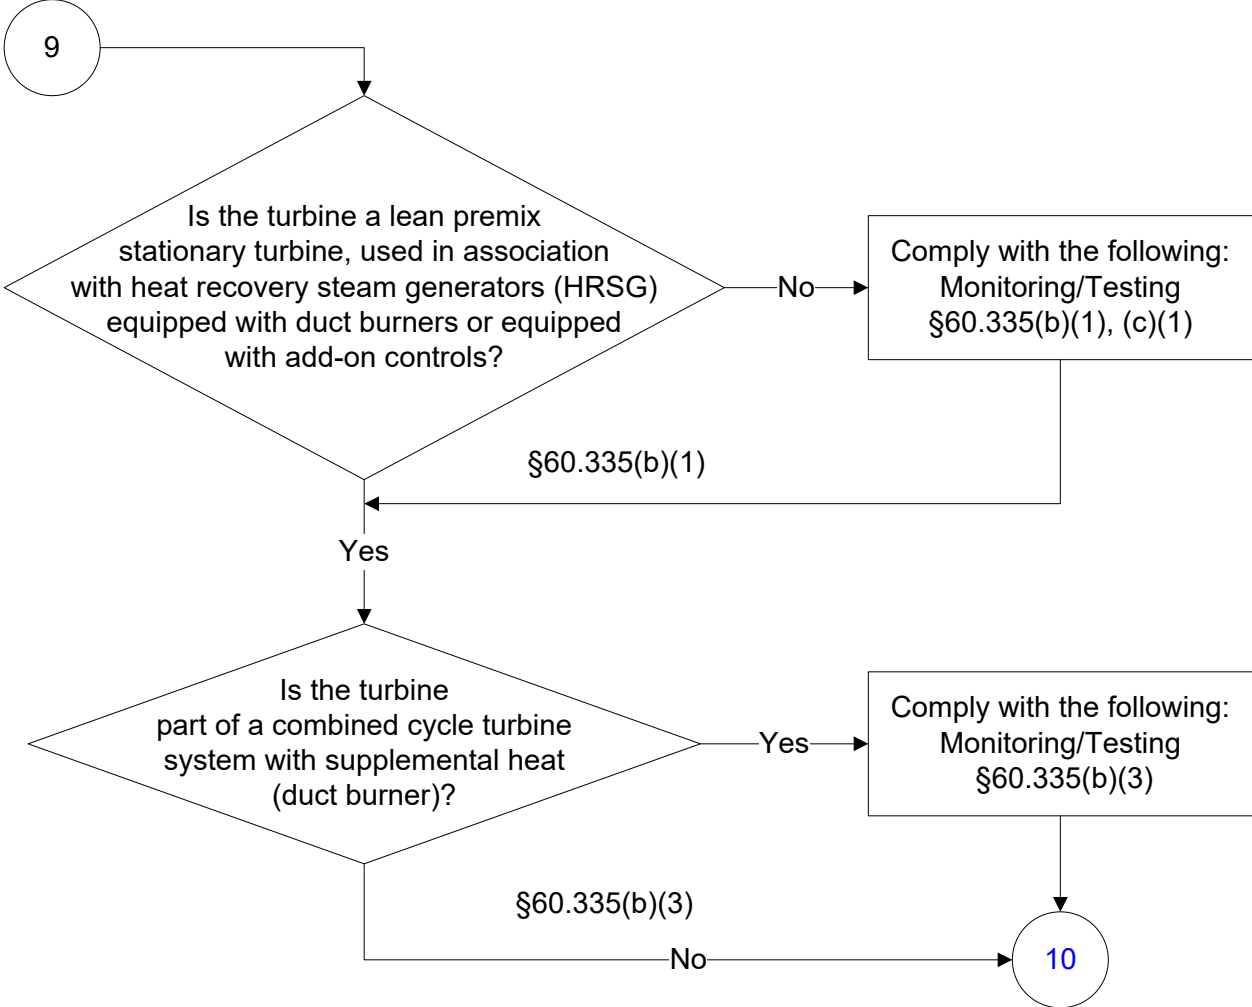 9
Is the turbine a lean premix
stationary turbine, used in association
with heat recovery steam generators (HRSG)
equipped with duct burners or equipped
with add-on controls?
No
Comply with the following:
Monitoring/Testing
§60.335(b)(1), (c)(1)
§60.335(b)(1)
Yes
Is the turbine
part of a combined cycle turbine
system with supplemental heat
(duct burner)?
Yes
Comply with the following:
Monitoring/Testing
§60.335(b)(3)
§60.335(b)(3)
No
10